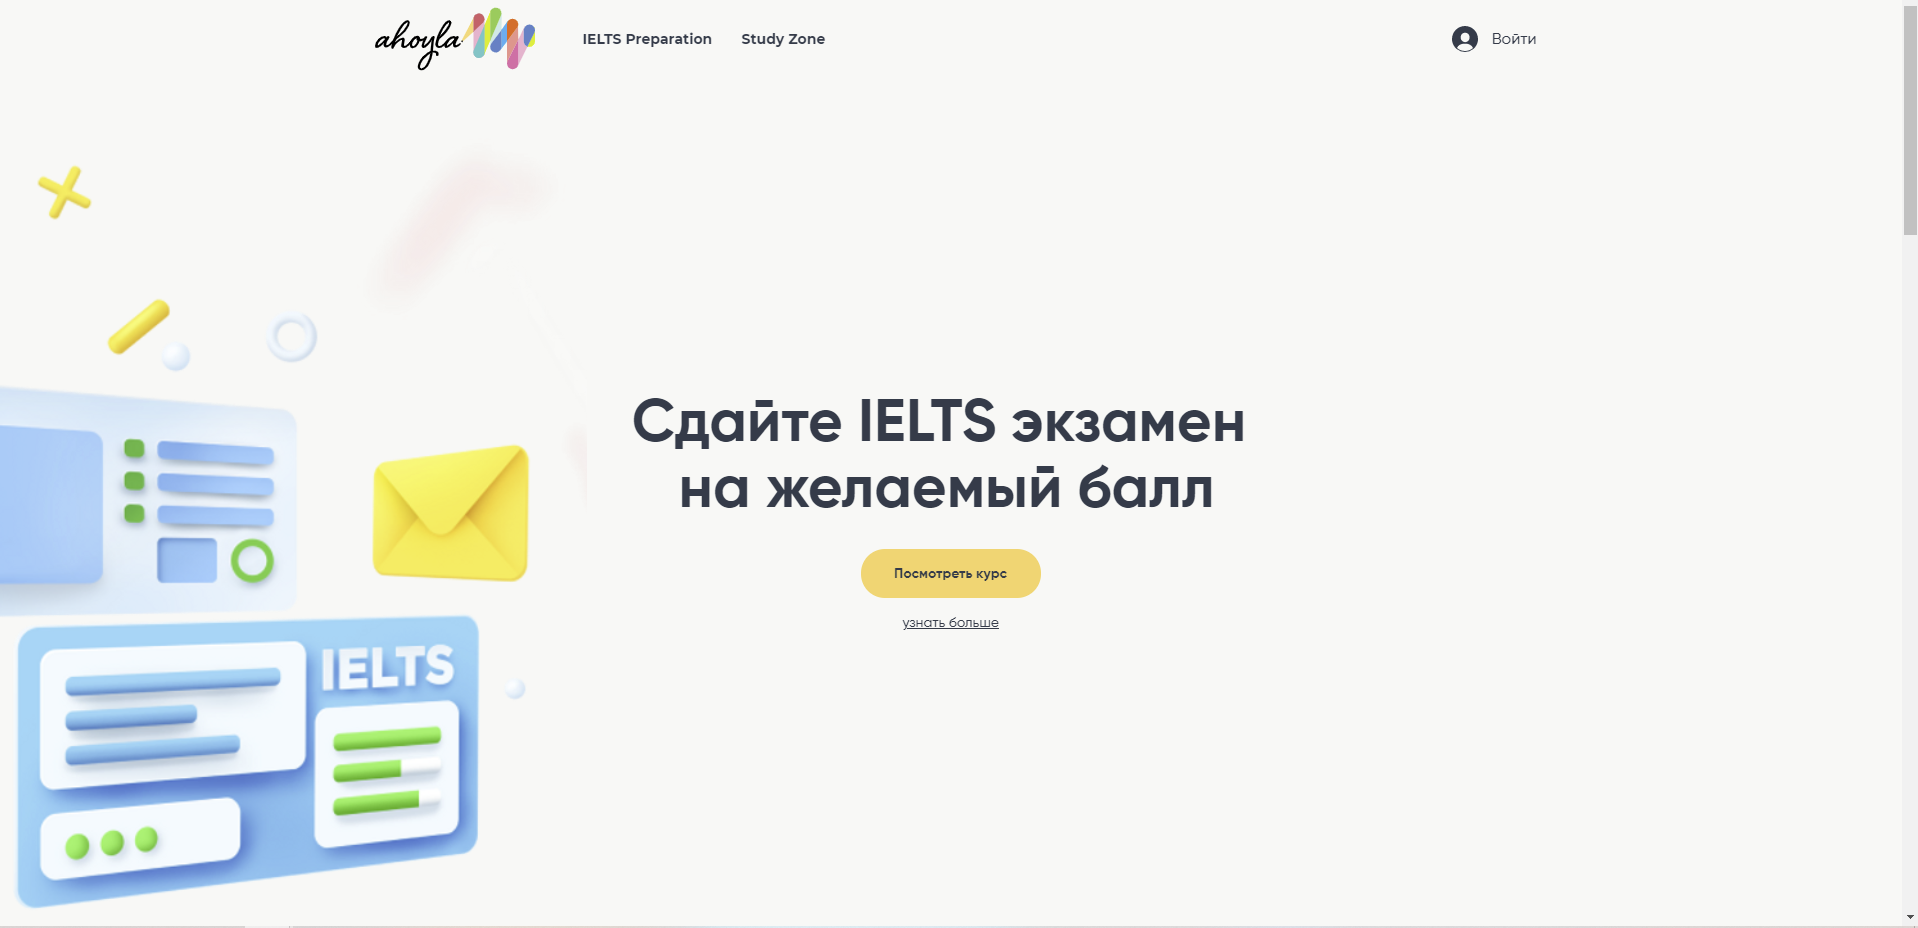 ahoyla
IELTS Preparation
Study Zone
Войти
Сдайте IELTS экзамен
на желаемый балл
Посмотреть курс
узнать больше
IELTS